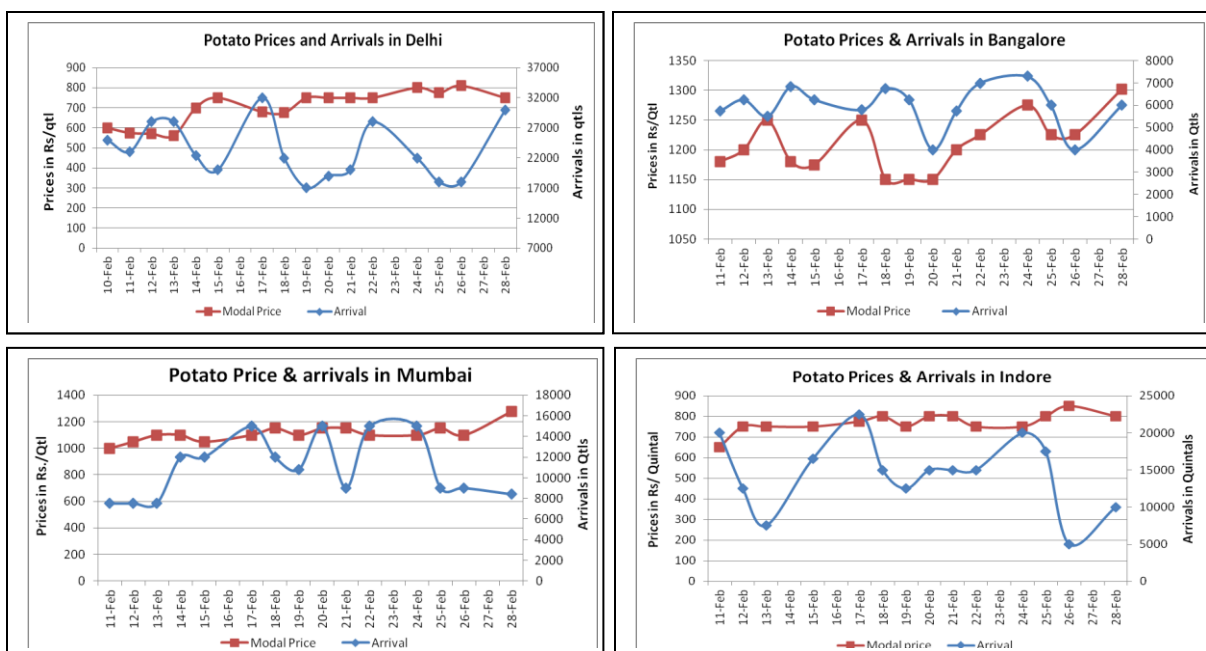 Potato Prices and Arrivals in Delhi
Prices in Rs/qtl
900
800
700
600
500
400
300
200
100
0
37000
32000
27000
22000
17000
12000
7000
Arrivals in qtls
10-Feb
11-Feb
12-Feb
13-Feb
14-Feb
15-Feb
16-Feb
17-Feb
18-Feb
19-Feb
20-Feb
21-Feb
22-Feb
23-Feb
24-Feb
25-Feb
26-Feb
27-Feb
28-Feb
Modal Price Arrival
Potato Prices & Arrivals in Bangalore
Prices in Rs/Qtl
1350
1300
1250
1200
1150
1100
1050
8000
7000
6000
5000
4000
3000
2000
1000
0
Arrivals in Qtls
11-Feb
12-Feb
13-Feb
14-Feb
15-Feb
16-Feb
17-Feb
18-Feb
19-Feb
20-Feb
21-Feb
22-Feb
23-Feb
24-Feb
25-Feb
26-Feb
27-Feb
28-Feb
Modal Price Arrival
Potato Price & arrivals in Mumbai
Prices in Rs./Qtl
1400
1200
1000
800
600
400
200
0
18000
16000
14000
12000
10000
8000
6000
4000
2000
0
Arrivals in Qtls
11-Feb
12-Feb
13-Feb
14-Feb
15-Feb
16-Feb
17-Feb
18-Feb
19-Feb
20-Feb
21-Feb
22-Feb
23-Feb
24-Feb
25-Feb
26-Feb
27-Feb
28-Feb
Modal Price Arrival
Potato Prices & Arrivals in Indore
Prices in Rs/ Quintal
900
800
700
600
500
400
300
200
100
0
25000
20000
15000
10000
5000
0
Arrivals in Quintals
11-Feb
12-Feb
13-Feb
14-Feb
15-Feb
16-Feb
17-Feb
18-Feb
19-Feb
20-Feb
21-Feb
22-Feb
23-Feb
24-Feb
25-Feb
26-Feb
27-Feb
28-Feb
Modal price Arrival